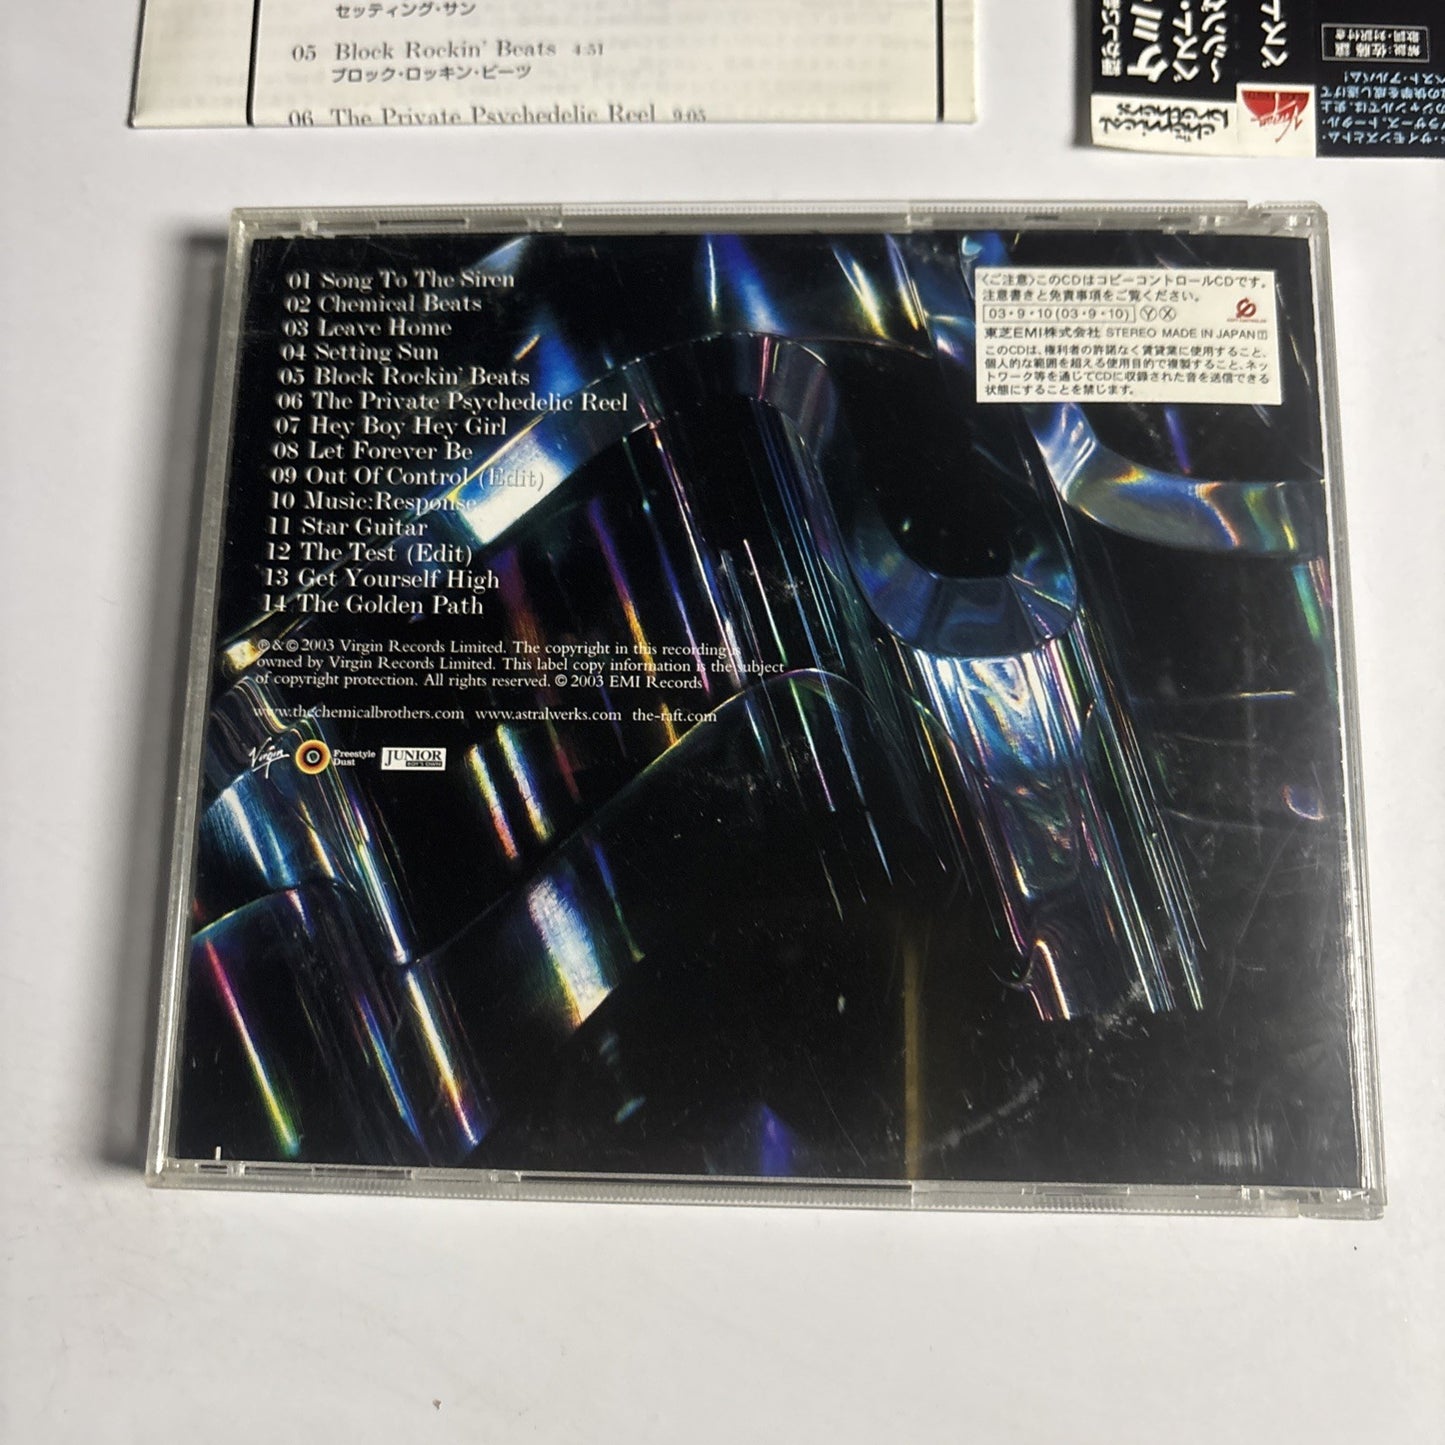 セッティング・サン
05 Block Rockin' Beats 4:51
ブロック・ロッキン・ビーツ
06 The Private Psychedelic Reel 9:05
解説:佐藤譲
歌詞・対訳付き
Virgin
01 Song To The Siren
02 Chemical Beats
03 Leave Home
04 Setting Sun
05 Block Rockin' Beats
06 The Private Psychedelic Reel
07 Hey Boy Hey Girl
08 Let Forever Be
09 Out Of Control (Edit)
10 Music:Response
11 Star Guitar
12 The Test (Edit)
13 Get Yourself High
14 The Golden Path
℗&©2003 Virgin Records Limited. The copyright in this recording is
owned by Virgin Records Limited. This label copy information is the subject
of copyright protection. All rights reserved. © 2003 EMI Records
www.thechemicalbrothers.com www.astralwerks.com the-raft.com
Virgin
Freestyle
Dust
JUNIOR
BOY'S OWN
〈ご注意〉このCDはコピーコントロールCDです。
注意書きと免責事項をご覧ください。
03・9・10(03・9・10) Ⓨ Ⓧ
東芝EMI株式会社 STEREO MADE IN JAPAN
このCDは、権利者の許諾なく賃貸業に使用すること、
個人的な範囲を超える使用目的で複製すること、ネッ
トワーク等を通じてCDに収録された音を送信できる
状態にすることを禁じます。